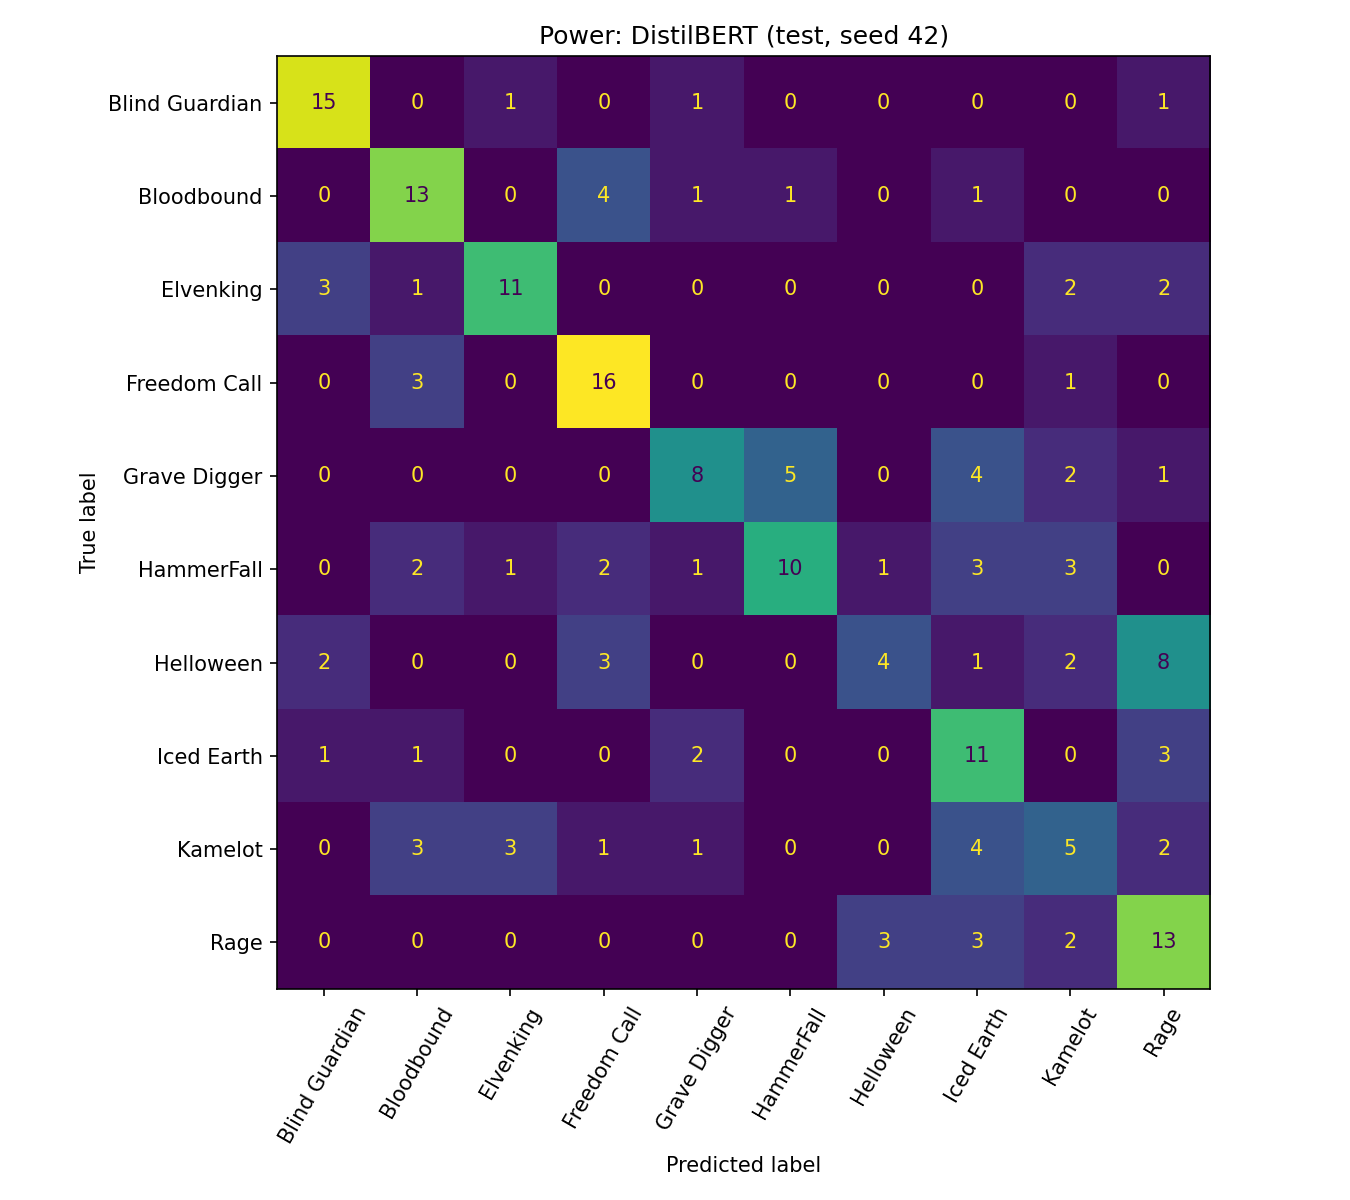 Power: DistilBERT (test, seed 42)
True label
Blind Guardian 15 0 1 0 1 0 0 0 0 1
Bloodbound 0 13 0 4 1 1 0 1 0 0
Elvenking 3 1 11 0 0 0 0 0 2 2
Freedom Call 0 3 0 16 0 0 0 0 1 0
Grave Digger 0 0 0 0 8 5 0 4 2 1
HammerFall 0 2 1 2 1 10 1 3 3 0
Helloween 2 0 0 3 0 0 4 1 2 8
Iced Earth 1 1 0 0 2 0 0 11 0 3
Kamelot 0 3 3 1 1 0 0 4 5 2
Rage 0 0 0 0 0 0 3 3 2 13
Blind Guardian Bloodbound Elvenking Freedom Call Grave Digger HammerFall Helloween Iced Earth Kamelot Rage
Predicted label